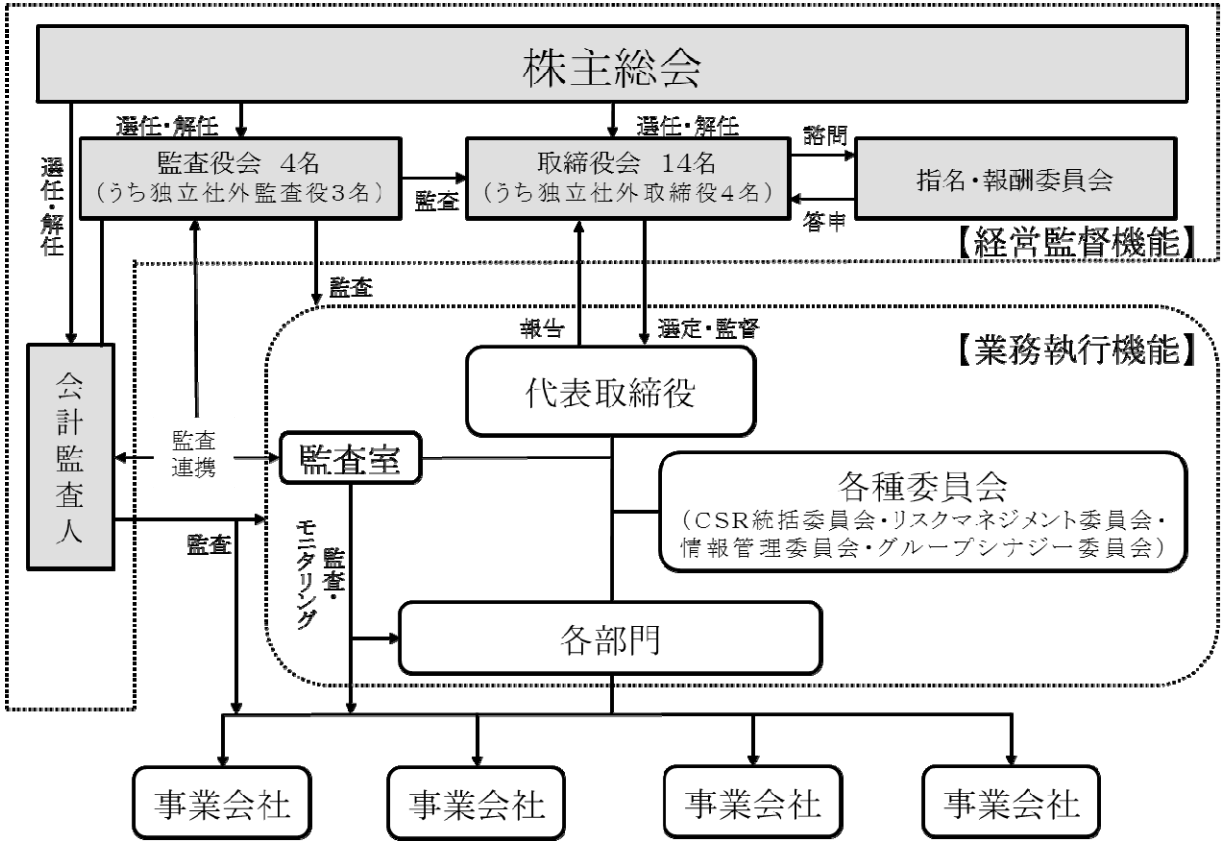 株主総会
選任・解任
選任・解任
選任・解任
監査役会 4名
(うち独立社外監査役3名)
監査
取締役会 14名
(うち独立社外取締役4名)
諮問
答申
指名・報酬委員会
【経営監督機能】
監査
報告
選定・監督
【業務執行機能】
会計監査人
代表取締役
監査
連携
監査室
各種委員会
(CSR統括委員会・リスクマネジメント委員会・
情報管理委員会・グループシナジー委員会)
監査
監査・
モニタリング
各部門
事業会社
事業会社
事業会社
事業会社